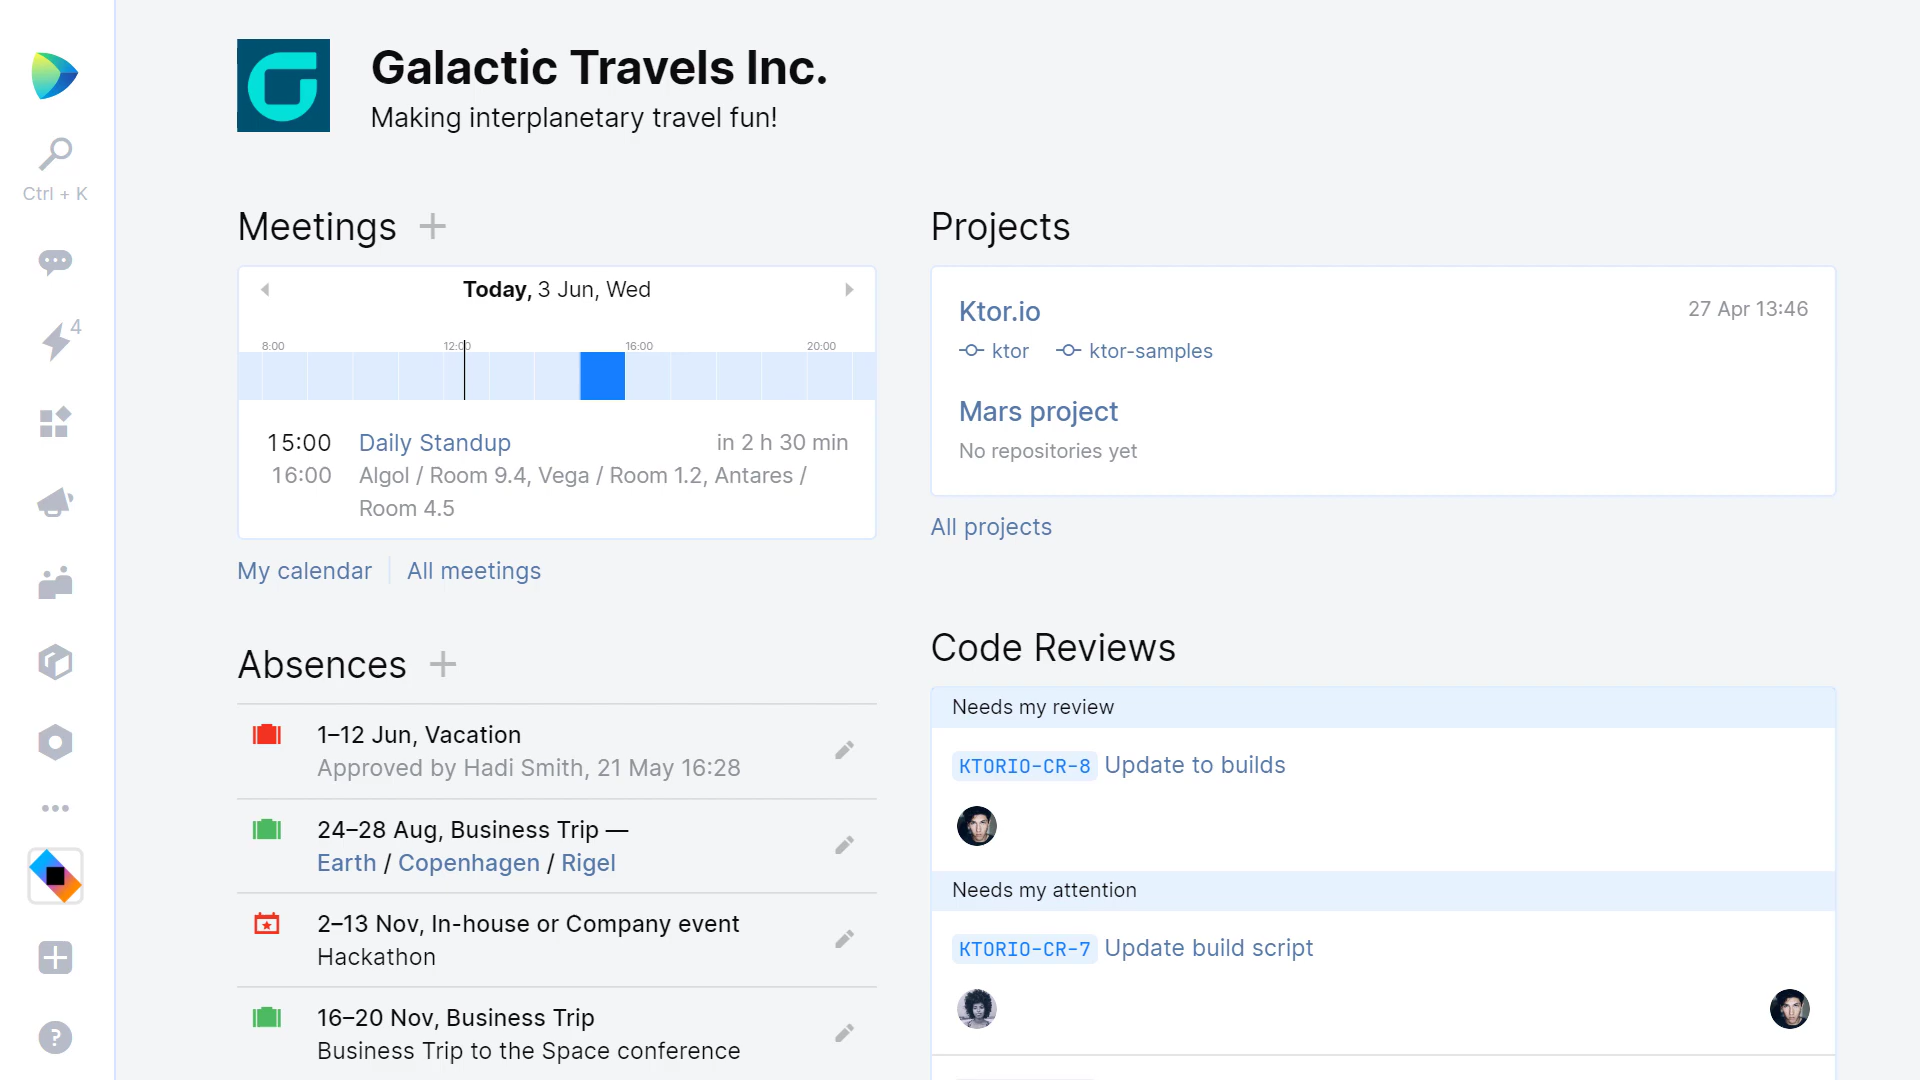 Galactic Travels Inc.
Making interplanetary travel fun!
Ctrl + K
4
Meetings
Today, 3 Jun, Wed
8:00 12:00 16:00 20:00
15:00 Daily Standup in 2 h 30 min
16:00 Algol / Room 9.4, Vega / Room 1.2, Antares /
Room 4.5
My calendar All meetings
Absences
1–12 Jun, Vacation
Approved by Hadi Smith, 21 May 16:28
24–28 Aug, Business Trip —
Earth / Copenhagen / Rigel
2–13 Nov, In-house or Company event
Hackathon
16–20 Nov, Business Trip
Business Trip to the Space conference
Projects
Ktor.io 27 Apr 13:46
ktor ktor-samples
Mars project
No repositories yet
All projects
Code Reviews
Needs my review
KTORIO-CR-8 Update to builds
Needs my attention
KTORIO-CR-7 Update build script